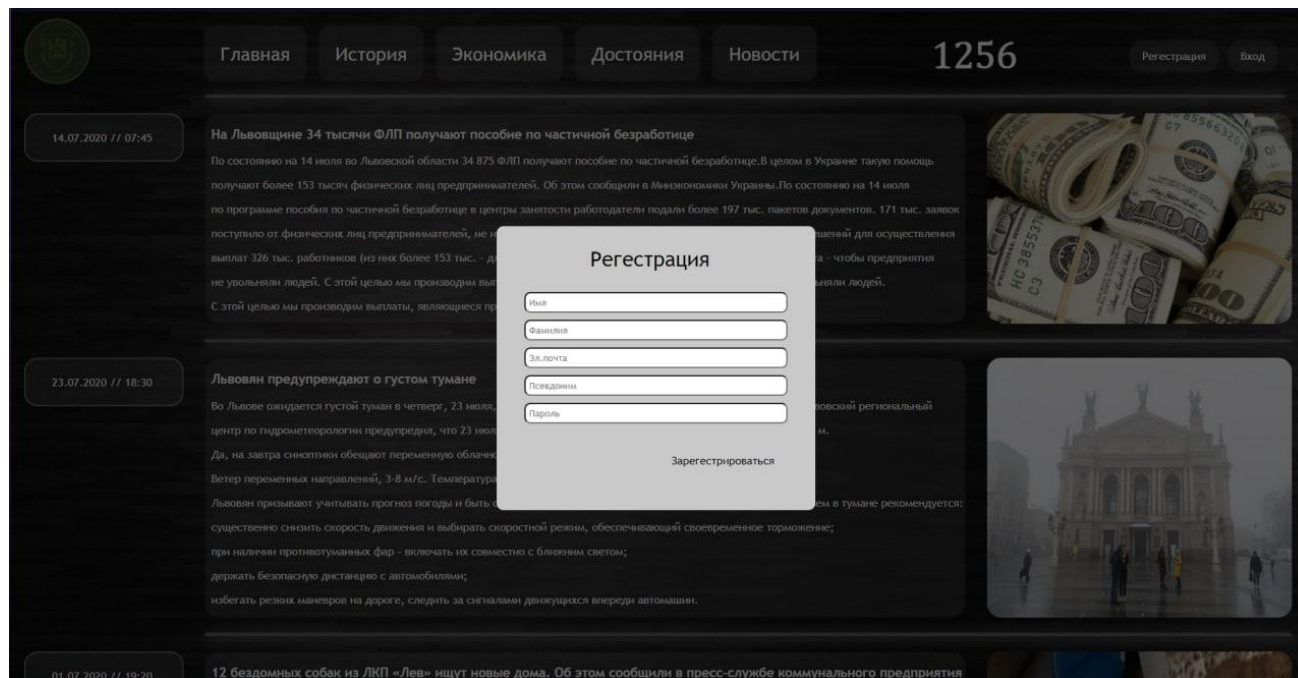 Главная История Экономика Достояния Новости 1256 Регестрация Вход
14.07.2020 // 07:45
На Львовщине 34 тысячи ФЛП получают пособие по частичной безработице
По состоянию на 14 июля во Львовской области 34 875 ФЛП получают пособие по частичной безработице.В целом в Украине такую помощь
получают более 153 тысяч физических лиц предпринимателей. Об этом сообщили в Минэкономики Украины.По состоянию на 14 июля
по программе пособия по частичной безработице в центры занятости работодатели подали более 197 тыс. пакетов документов. 171 тыс. заявок
поступило от физических лиц предпринимателей, не и ешений для осуществления
выплат 326 тыс. работников (из них более 153 тыс. - д а - чтобы предприятия
не увольняли людей. С этой целью мы производим вып ьняли людей.
С этой целью мы производим выплаты, являющиеся пр
Регестрация
Имя
Фамилия
Эл.почта
Псевдоним
Пароль
Зарегестрироваться
23.07.2020 // 18:30
Львовян предупреждают о густом тумане
Во Львове ожидается густой туман в четверг, 23 июля, вовский региональный
центр по гидрометеорологии предупредил, что 23 июл м.
Да, на завтра синоптики обещают переменную облачно
Ветер переменных направлений, 3-8 м/с. Температура
Львовян призывают учитывать прогноз погоды и быть ем в тумане рекомендуется:
существенно снизить скорость движения и выбирать скоростной режим, обеспечивающий своевременное торможение;
при наличии противотуманных фар - включать их совместно с ближним светом;
держать безопасную дистанцию с автомобилями;
избегать резких маневров на дороге, следить за сигналами движущихся впереди автомашин.
01.07.2020 // 19:20
12 бездомных собак из ЛКП «Лев» ищут новые дома. Об этом сообщили в пресс-службе коммунального предприятия